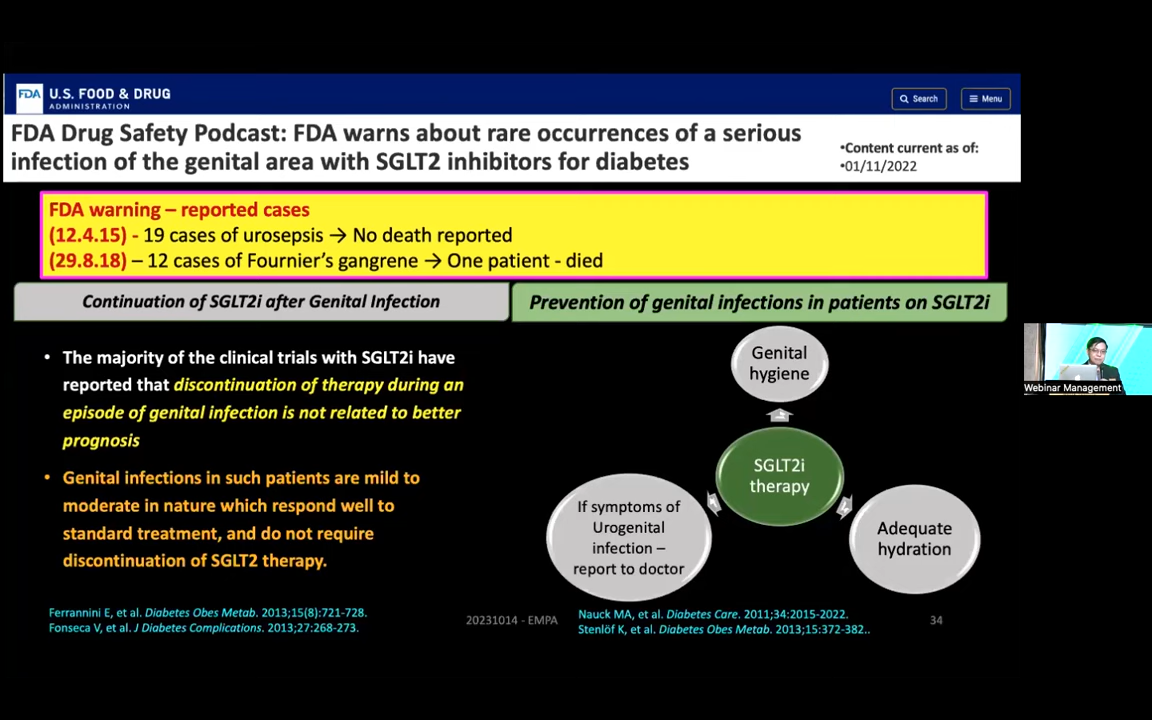 FDA U.S. FOOD & DRUG
ADMINISTRATION
Search
Menu
FDA Drug Safety Podcast: FDA warns about rare occurrences of a serious
infection of the genital area with SGLT2 inhibitors for diabetes
•Content current as of:
•01/11/2022
FDA warning – reported cases
(12.4.15) - 19 cases of urosepsis → No death reported
(29.8.18) – 12 cases of Fournier's gangrene → One patient - died
Continuation of SGLT2i after Genital Infection
• The majority of the clinical trials with SGLT2i have
reported that discontinuation of therapy during an
episode of genital infection is not related to better
prognosis
• Genital infections in such patients are mild to
moderate in nature which respond well to
standard treatment, and do not require
discontinuation of SGLT2 therapy.
Ferrannini E, et al. Diabetes Obes Metab. 2013;15(8):721-728.
Fonseca V, et al. J Diabetes Complications. 2013;27:268-273.
Prevention of genital infections in patients on SGLT2i
Genital
hygiene
SGLT2i
therapy
If symptoms of
Urogenital
infection –
report to doctor
Adequate
hydration
20231014 - EMPA
Nauck MA, et al. Diabetes Care. 2011;34:2015-2022.
Stenlöf K, et al. Diabetes Obes Metab. 2013;15:372-382..
34
Webinar Management